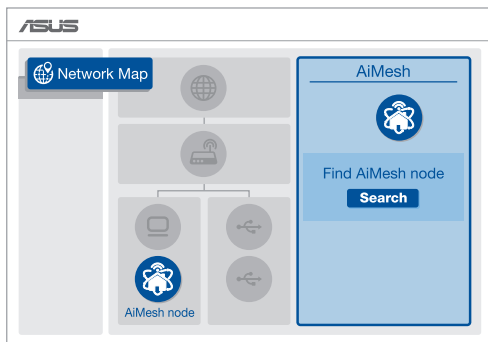 ASUS
Network Map
AiMesh
Find AiMesh node
Search
AiMesh node